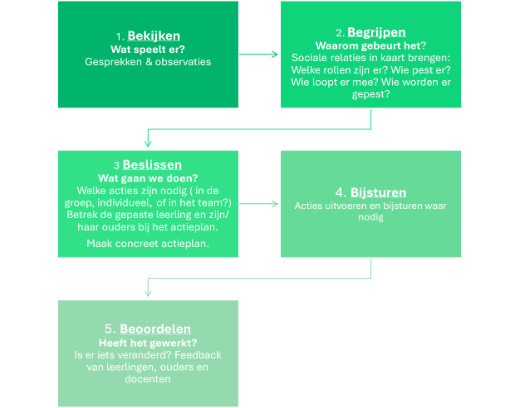 1. Bekijken
Wat speelt er?
Gesprekken & observaties
2. Begrijpen
Waarom gebeurt het?
Sociale relaties in kaart brengen:
Welke rollen zijn er? Wie pest er?
Wie loopt er mee? Wie worden er
gepest?
3 Beslissen
Wat gaan we doen?
Welke acties zijn nodig ( in de
groep, individueel,  of in het team?)
Betrek de gepeste leerling en zijn/
haar ouders bij het actieplan.
Maak concreet actieplan.
4. Bijsturen
Acties uitvoeren en bijsturen waar
nodig
5. Beoordelen
Heeft het gewerkt?
Is er iets veranderd? Feedback
van leerlingen, ouders en
docenten